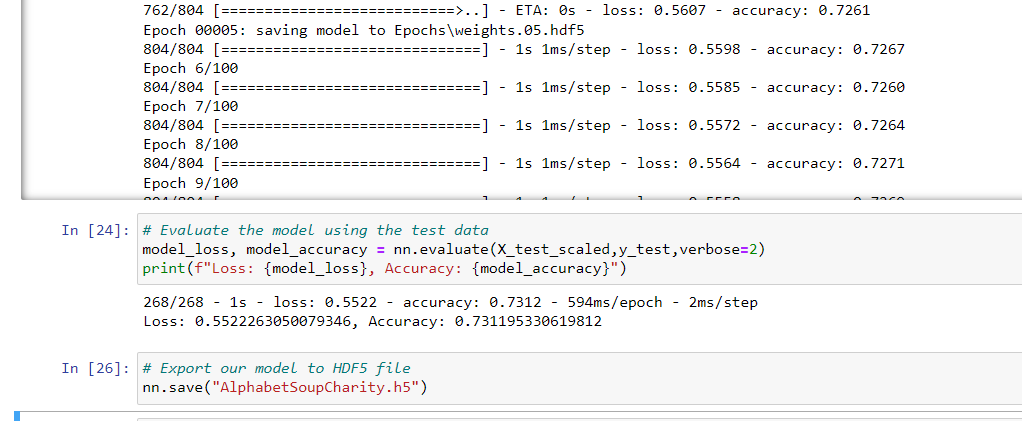 762/804 [===========================>..] - ETA: 0s - loss: 0.5607 - accuracy: 0.7261
Epoch 00005: saving model to Epochs\weights.05.hdf5
804/804 [==============================] - 1s 1ms/step - loss: 0.5598 - accuracy: 0.7267
Epoch 6/100
804/804 [==============================] - 1s 1ms/step - loss: 0.5585 - accuracy: 0.7260
Epoch 7/100
804/804 [==============================] - 1s 1ms/step - loss: 0.5572 - accuracy: 0.7264
Epoch 8/100
804/804 [==============================] - 1s 1ms/step - loss: 0.5564 - accuracy: 0.7271
Epoch 9/100
In [24]: # Evaluate the model using the test data
model_loss, model_accuracy = nn.evaluate(X_test_scaled,y_test,verbose=2)
print(f"Loss: {model_loss}, Accuracy: {model_accuracy}")
268/268 - 1s - loss: 0.5522 - accuracy: 0.7312 - 594ms/epoch - 2ms/step
Loss: 0.5522263050079346, Accuracy: 0.731195330619812
In [26]: # Export our model to HDF5 file
nn.save("AlphabetSoupCharity.h5")